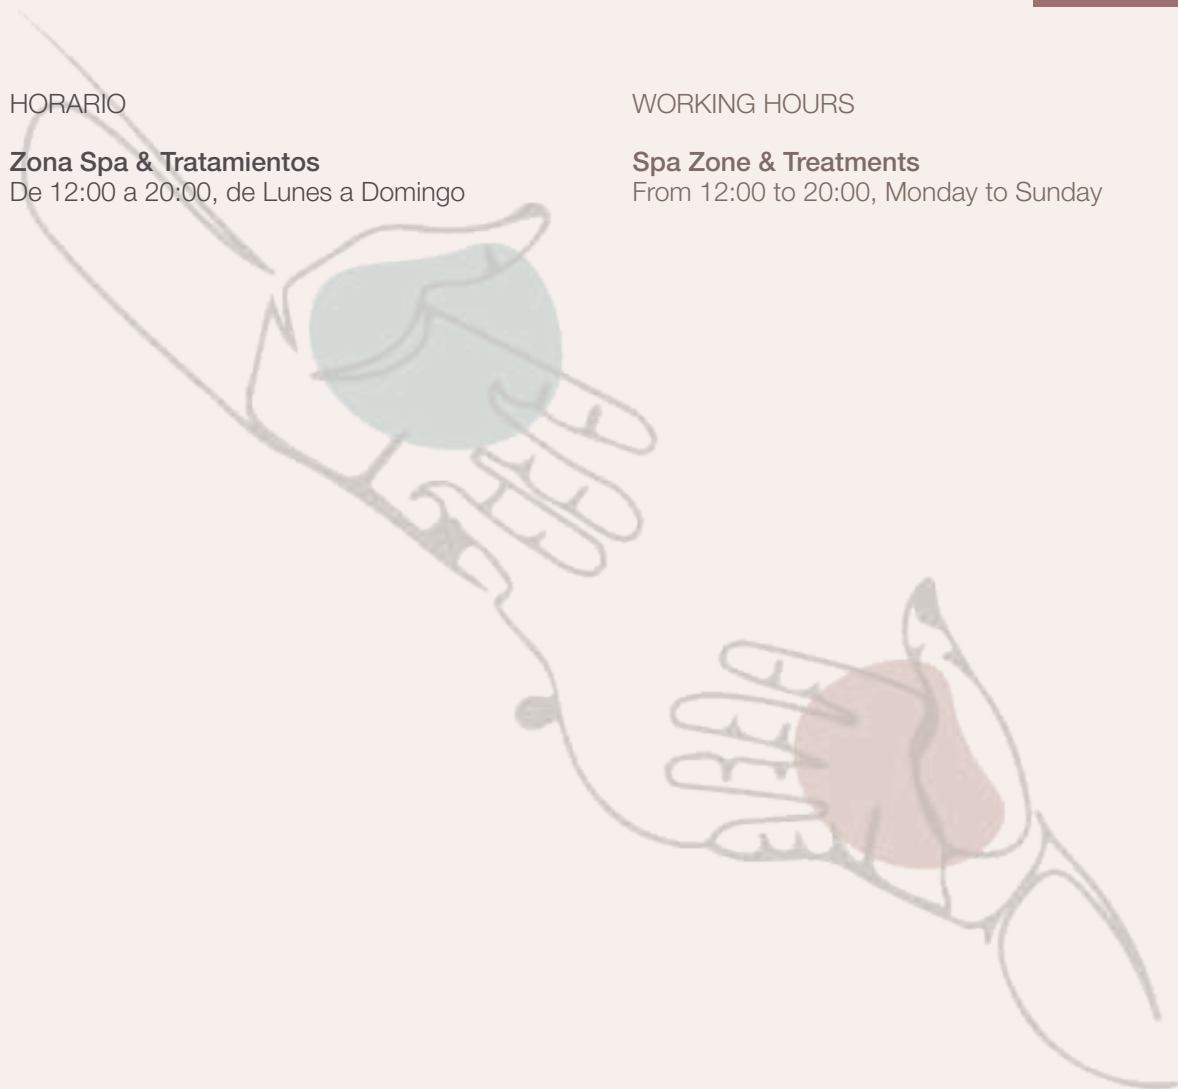 HORARIO
Zona Spa & Tratamientos
De 12:00 a 20:00, de Lunes a Domingo
WORKING HOURS
Spa Zone & Treatments
From 12:00 to 20:00, Monday to Sunday